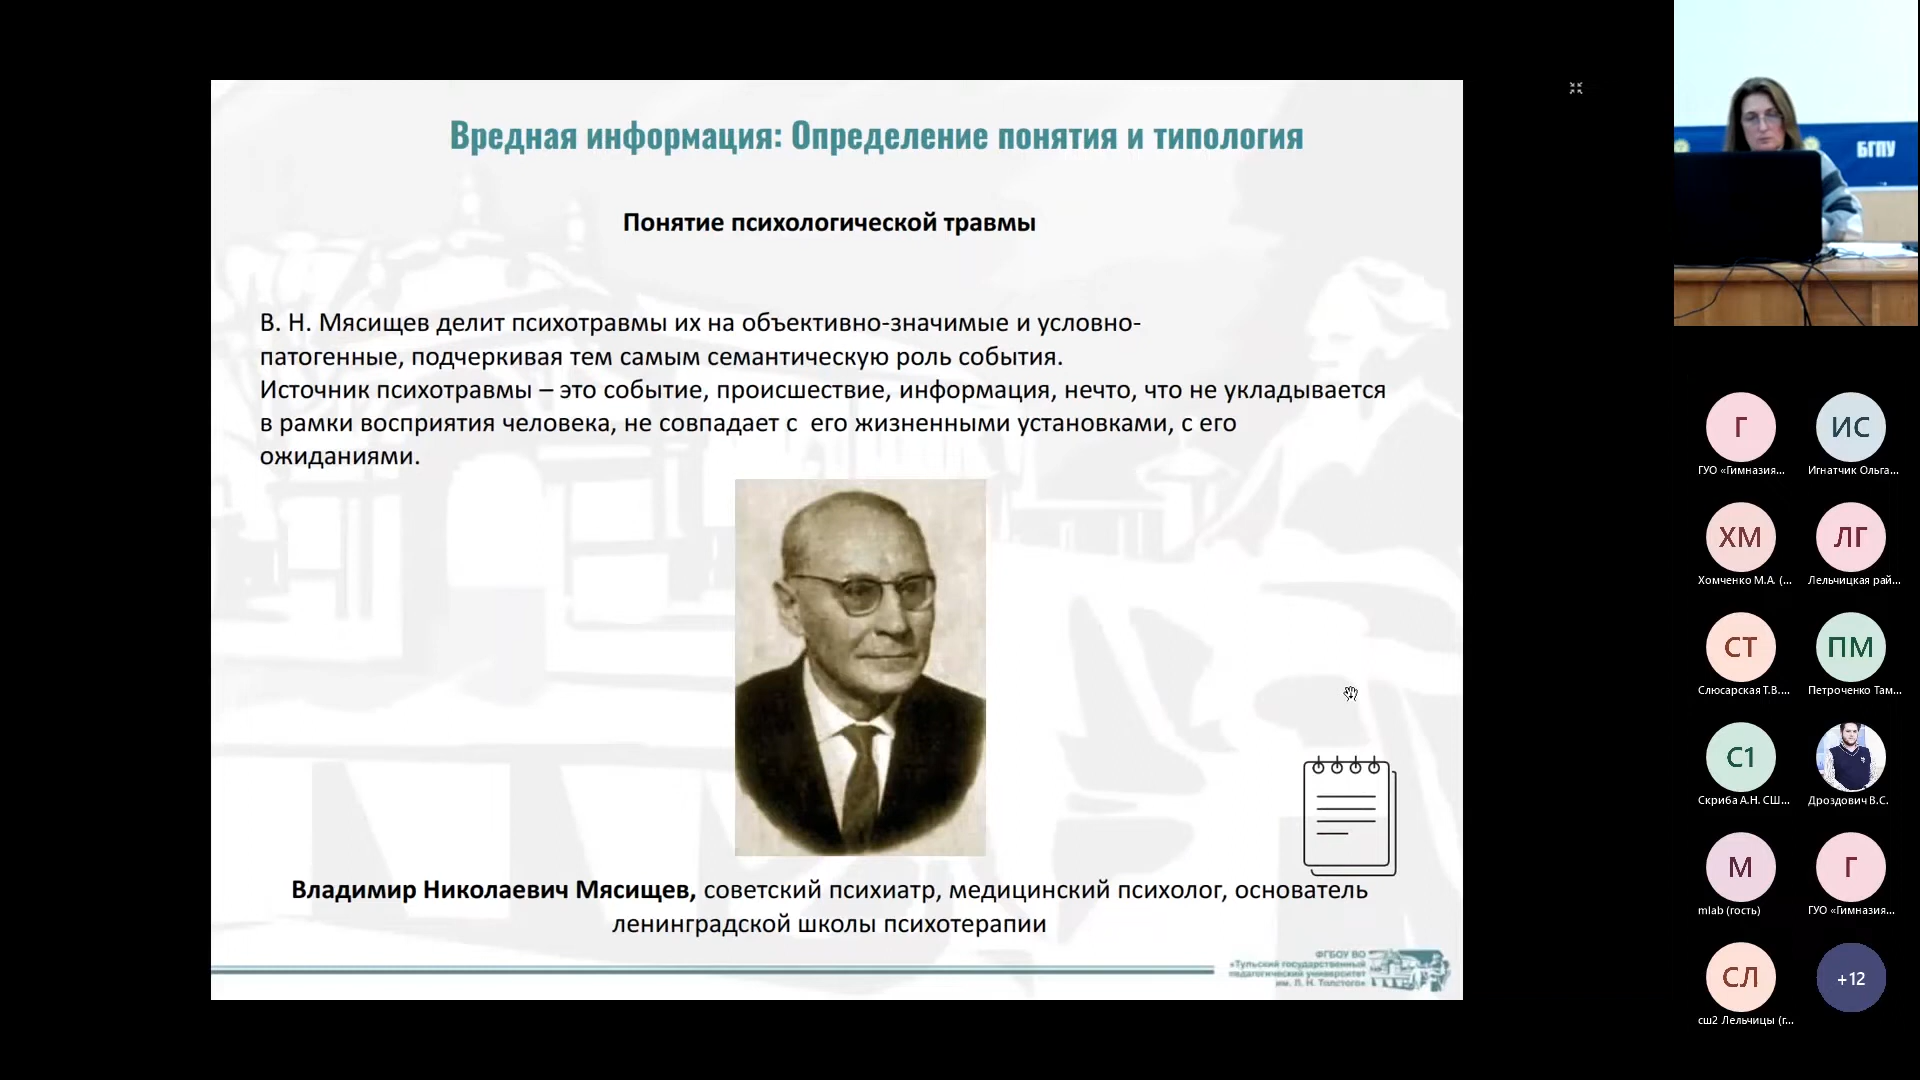 Вредная информация: Определение понятия и типология
Понятие психологической травмы
В. Н. Мясищев делит психотравмы их на объективно-значимые и условно-
патогенные, подчеркивая тем самым семантическую роль события.
Источник психотравмы – это событие, происшествие, информация, нечто, что не укладывается
в рамки восприятия человека, не совпадает с его жизненными установками, с его
ожиданиями.
Владимир Николаевич Мясищев, советский психиатр, медицинский психолог, основатель
ленинградской школы психотерапии
ФГБОУ ВО
«Тульский государственный
педагогический университет
им. Л. Н. Толстого»
БГПУ
Г
ГУО «Гимназия...
ИС
Игнатчик Ольга...
ХМ
Хомченко М.А. (...
ЛГ
Лельчицкая рай...
СТ
Слюсарская Т.В....
ПМ
Петроченко Там...
С1
Скриба А.Н. СШ...
Дроздович В.С.
M
mlab (гость)
Г
ГУО «Гимназия...
СЛ
сш2 Лельчицы (г...
+12